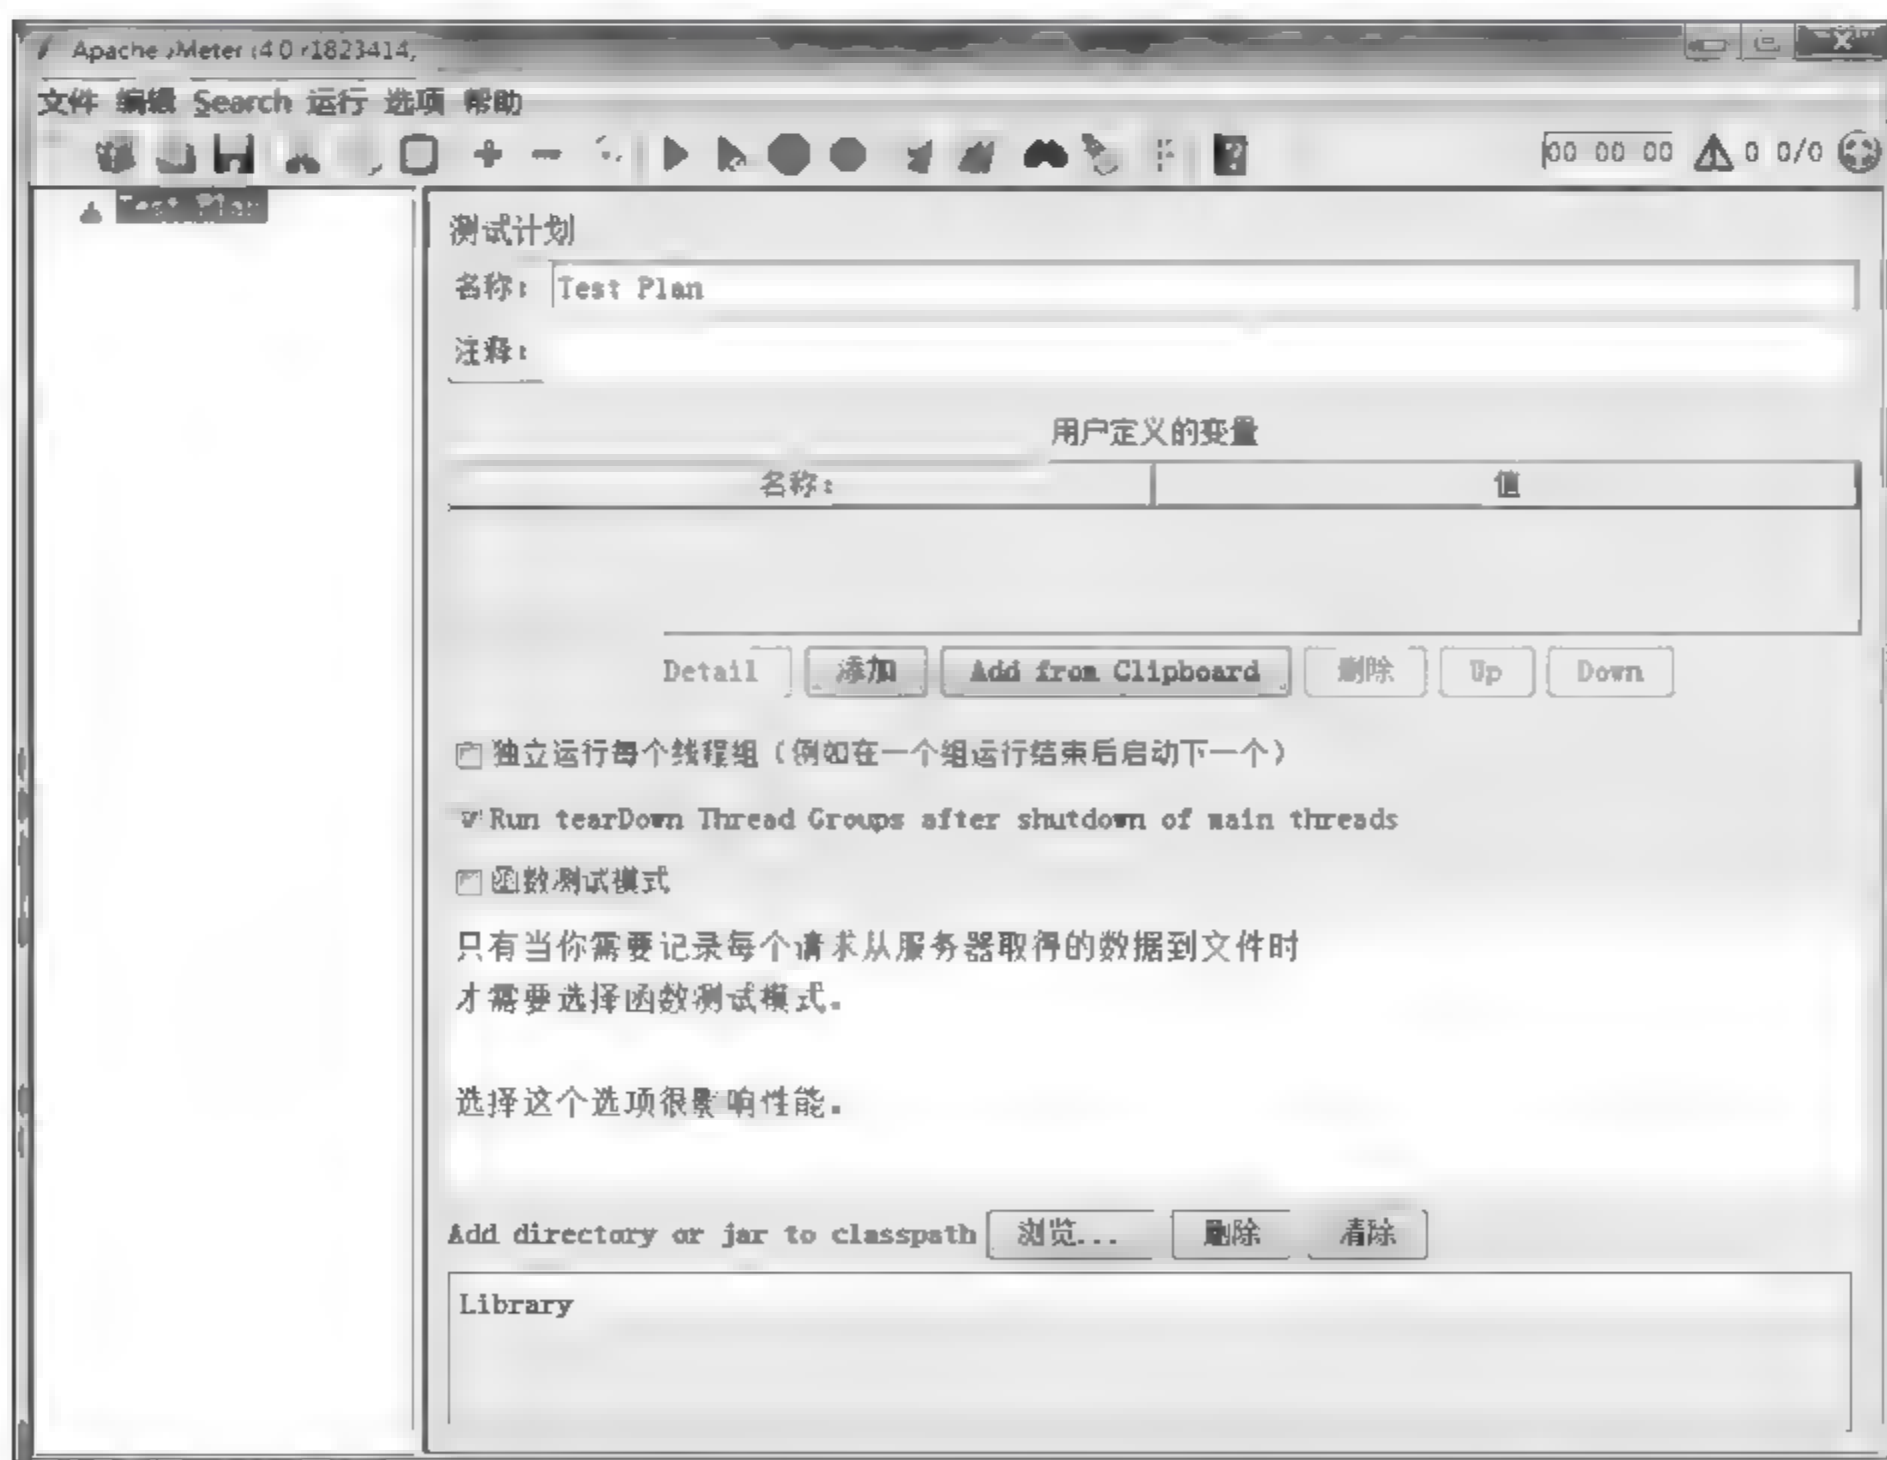 Apache JMeter (4.0 r1823414)
文件 编辑 Search 运行 选项 帮助
00 00 00 0 0/0
Test Plan
测试计划
名称: Test Plan
注释:
用户定义的变量
名称: 值
Detail 添加 Add from Clipboard 删除 Up Down
独立运行每个线程组（例如在一个组运行结束后启动下一个）
Run tearDown Thread Groups after shutdown of main threads
函数测试模式
只有当你需要记录每个请求从服务器取得的数据到文件时
才需要选择函数测试模式。
选择这个选项很影响性能。
Add directory or jar to classpath 浏览... 删除 清除
Library